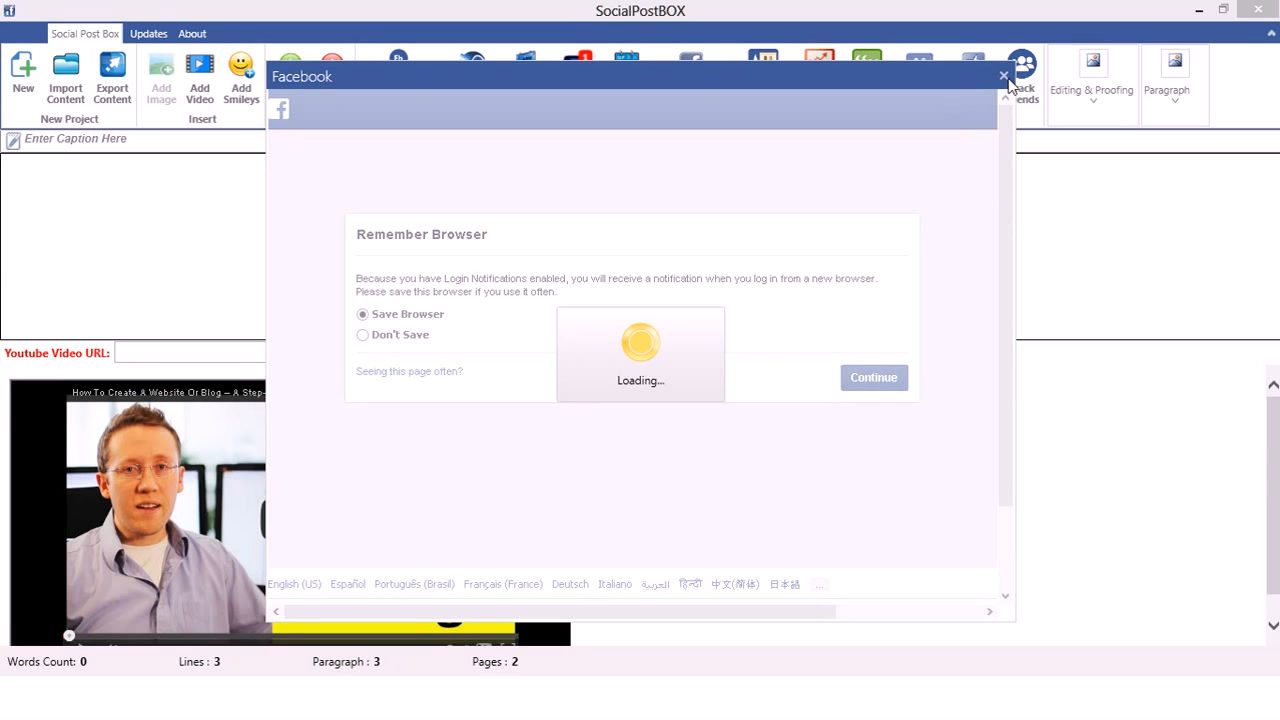 SocialPostBOX
Social Post Box Updates About
New Import Content Export Content Add Image Add Video Add Smileys
Editing & Proofing Paragraph
New Project Insert
Enter Caption Here
Facebook
Remember Browser
Because you have Login Notifications enabled, you will receive a notification when you log in from a new browser.
Please save this browser if you use it often.
Save Browser
Don't Save
Seeing this page often?
Continue
Loading...
English (US) Español Português (Brasil) Français (France) Deutsch Italiano العربية हिन्दी 中文(简体) 日本語 ...
Youtube Video URL:
How To Create A Website Or Blog – A Step-
Words Count: 0 Lines : 3 Paragraph : 3 Pages : 2